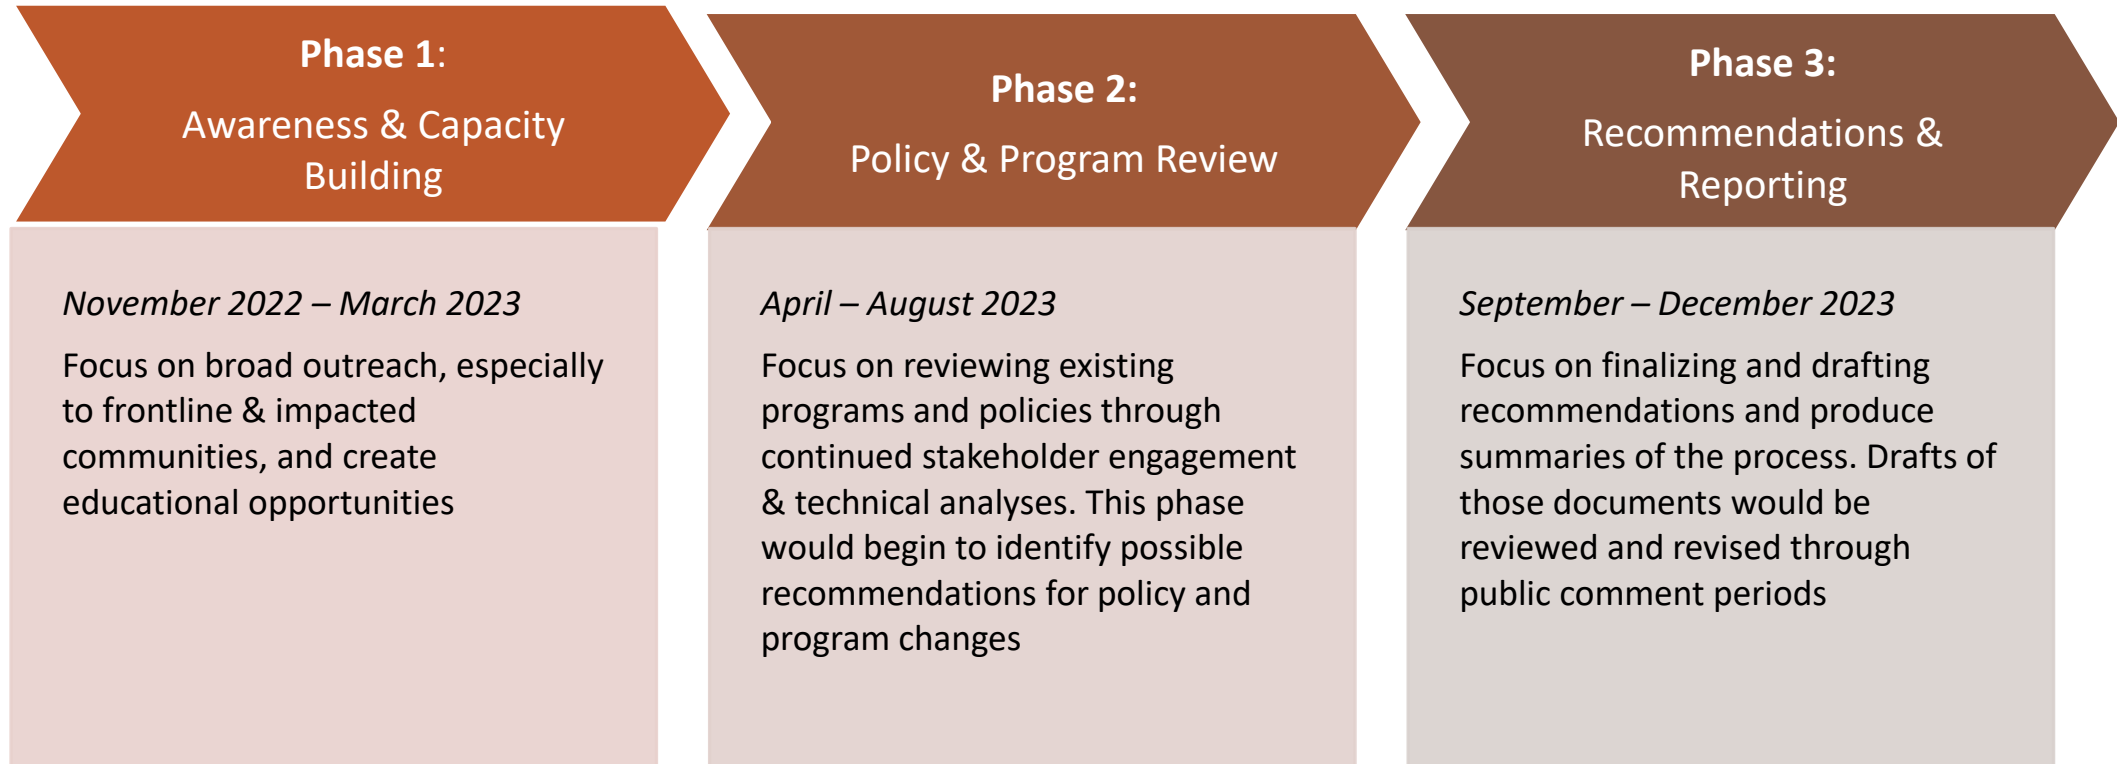 Phase 1:
Awareness & Capacity
Building
November 2022 – March 2023
Focus on broad outreach, especially
to frontline & impacted
communities, and create
educational opportunities
Phase 2:
Policy & Program Review
April – August 2023
Focus on reviewing existing
programs and policies through
continued stakeholder engagement
& technical analyses. This phase
would begin to identify possible
recommendations for policy and
program changes
Phase 3:
Recommendations &
Reporting
September – December 2023
Focus on finalizing and drafting
recommendations and produce
summaries of the process. Drafts of
those documents would be
reviewed and revised through
public comment periods